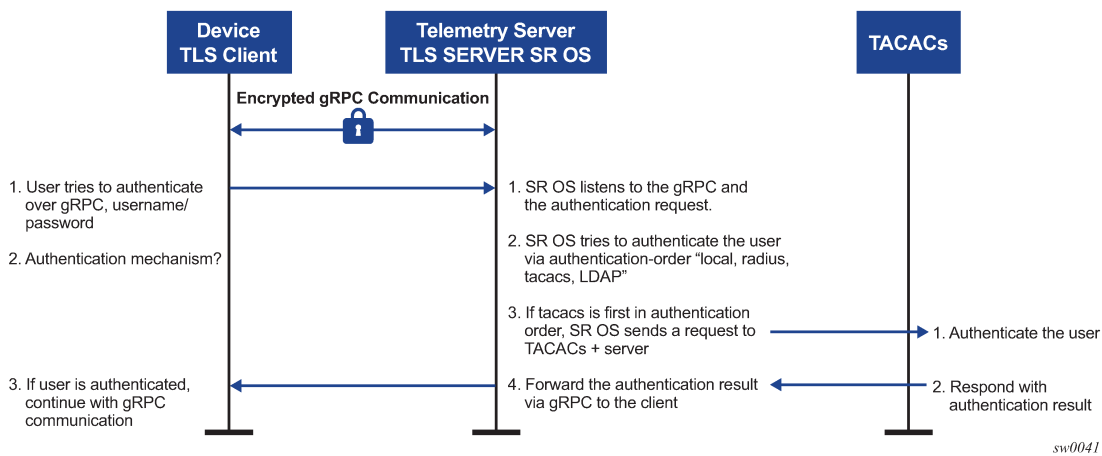 Device
TLS Client
Telemetry Server
TLS SERVER SR OS
TACACs
Encrypted gRPC Communication
1. User tries to authenticate
over gRPC, username/
password
2. Authentication mechanism?
3. If user is authenticated,
continue with gRPC
communication
1. SR OS listens to the gRPC and
the authentication request.
2. SR OS tries to authenticate the user
via authentication-order “local, radius,
tacacs, LDAP”
3. If tacacs is first in authentication
order, SR OS sends a request to
TACACs + server
4. Forward the authentication result
via gRPC to the client
1. Authenticate the user
2. Respond with
authentication result
sw0041